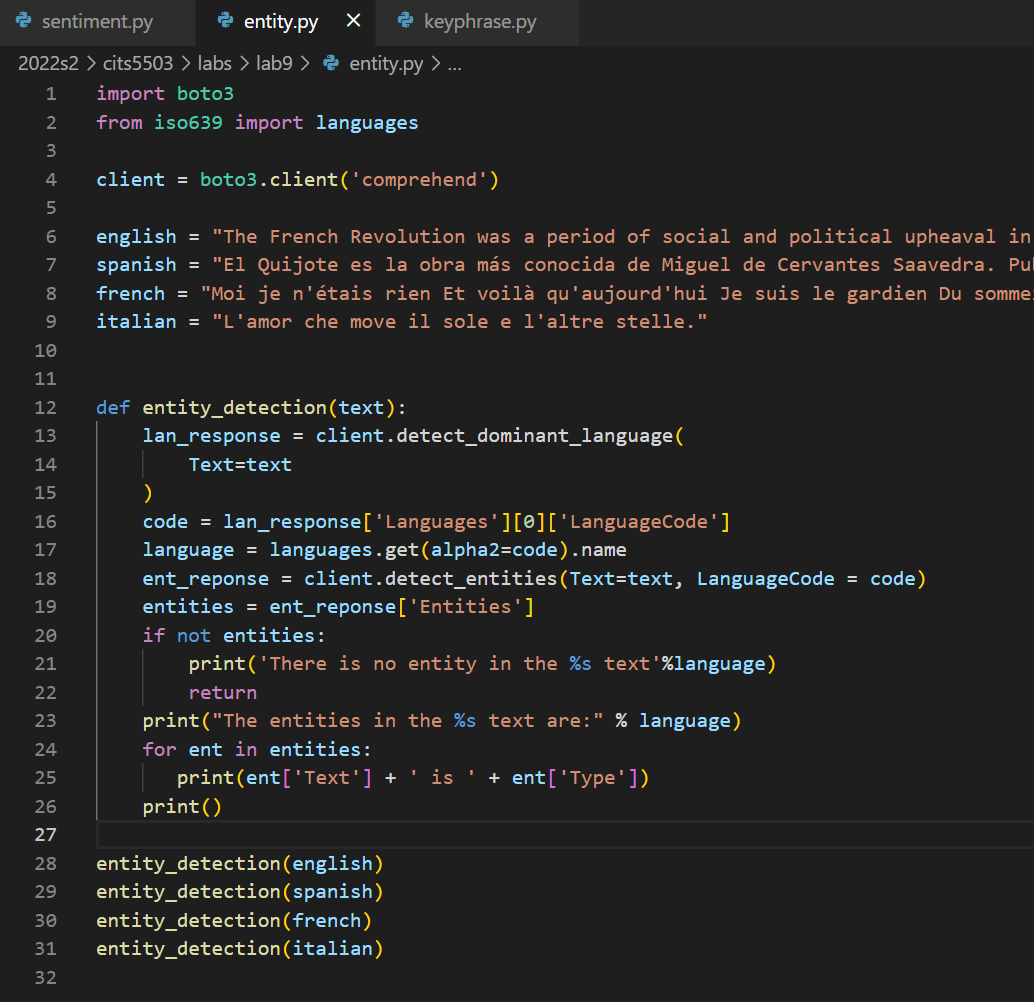 sentiment.py entity.py × keyphrase.py
2022s2 > cits5503 > labs > lab9 > entity.py > ...
1 import boto3
2 from iso639 import languages
3
4 client = boto3.client('comprehend')
5
6 english = "The French Revolution was a period of social and political upheaval in
7 spanish = "El Quijote es la obra más conocida de Miguel de Cervantes Saavedra.
8 french = "Moi je n'étais rien Et voilà qu'aujourd'hui Je suis le gardien Du
9 italian = "L'amor che move il sole e l'altre stelle."
10
11
12 def entity_detection(text):
13     lan_response = client.detect_dominant_language(
14         Text=text
15     )
16     code = lan_response['Languages'][0]['LanguageCode']
17     language = languages.get(alpha2=code).name
18     ent_reponse = client.detect_entities(Text=text, LanguageCode = code)
19     entities = ent_reponse['Entities']
20     if not entities:
21         print('There is no entity in the %s text'%language)
22         return
23     print("The entities in the %s text are:" % language)
24     for ent in entities:
25        print(ent['Text'] + ' is ' + ent['Type'])
26     print()
27
28 entity_detection(english)
29 entity_detection(spanish)
30 entity_detection(french)
31 entity_detection(italian)
32